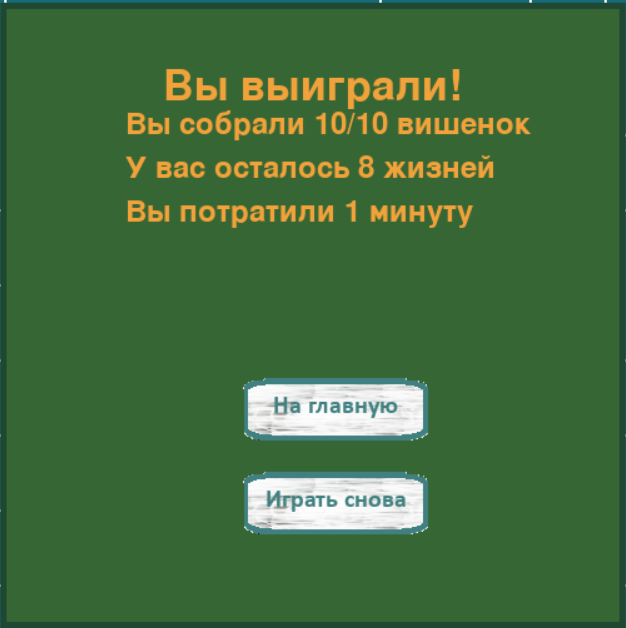 Вы выиграли!
Вы собрали 10/10 вишенок
У вас осталось 8 жизней
Вы потратили 1 минуту
На главную
Играть снова